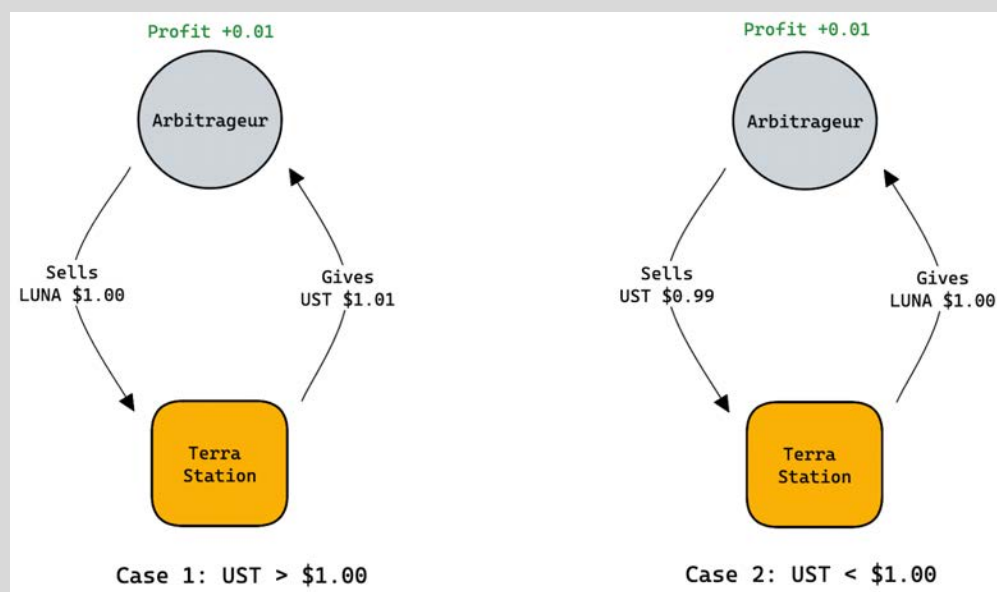 Profit +0.01
Arbitrageur
Sells
LUNA $1.00
Gives
UST $1.01
Terra
Station
Case 1: UST > $1.00
Profit +0.01
Arbitrageur
Sells
UST $0.99
Gives
LUNA $1.00
Terra
Station
Case 2: UST < $1.00